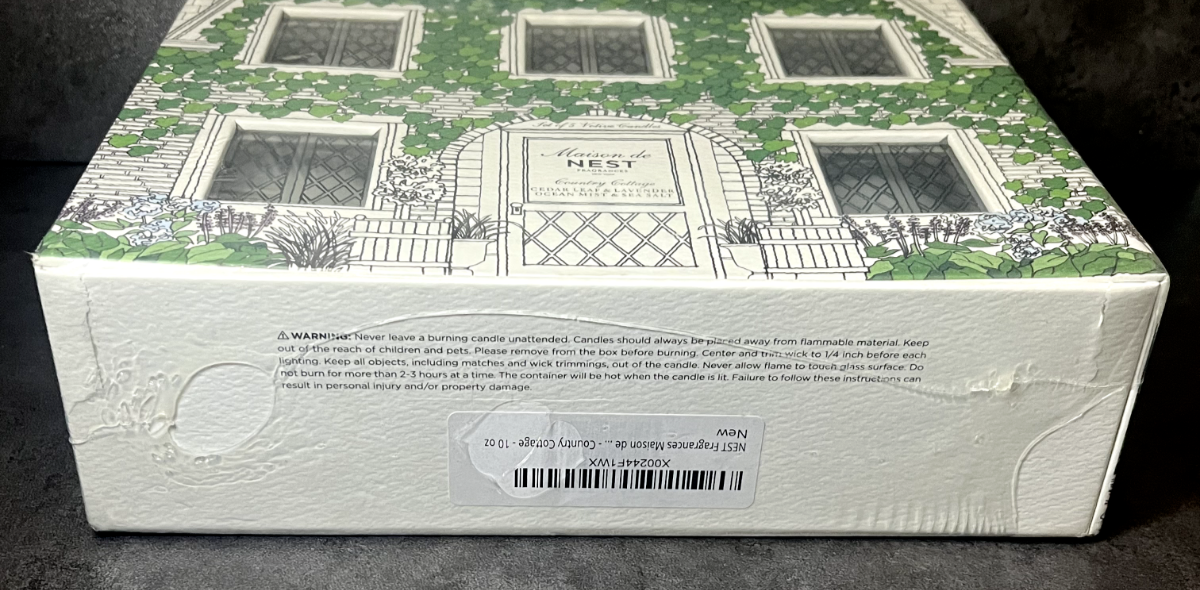 Set of 3 Votive Candles
Maison de
NEST
FRAGRANCES
Country Cottage
CEDAR LEAF & LAVENDER
OCEAN MIST & SEA SALT
⚠ WARNING: Never leave a burning candle unattended. Candles should always be placed away from flammable material. Keep
out of the reach of children and pets. Please remove from the box before burning. Center and trim wick to 1/4 inch before each
lighting. Keep all objects, including matches and wick trimmings, out of the candle. Never allow flame to touch glass surface. Do
not burn for more than 2-3 hours at a time. The container will be hot when the candle is lit. Failure to follow these instructions can
result in personal injury and/or property damage.
X00244F1WX
NEST Fragrances Maison de ... - Country Cottage - 10 oz
New